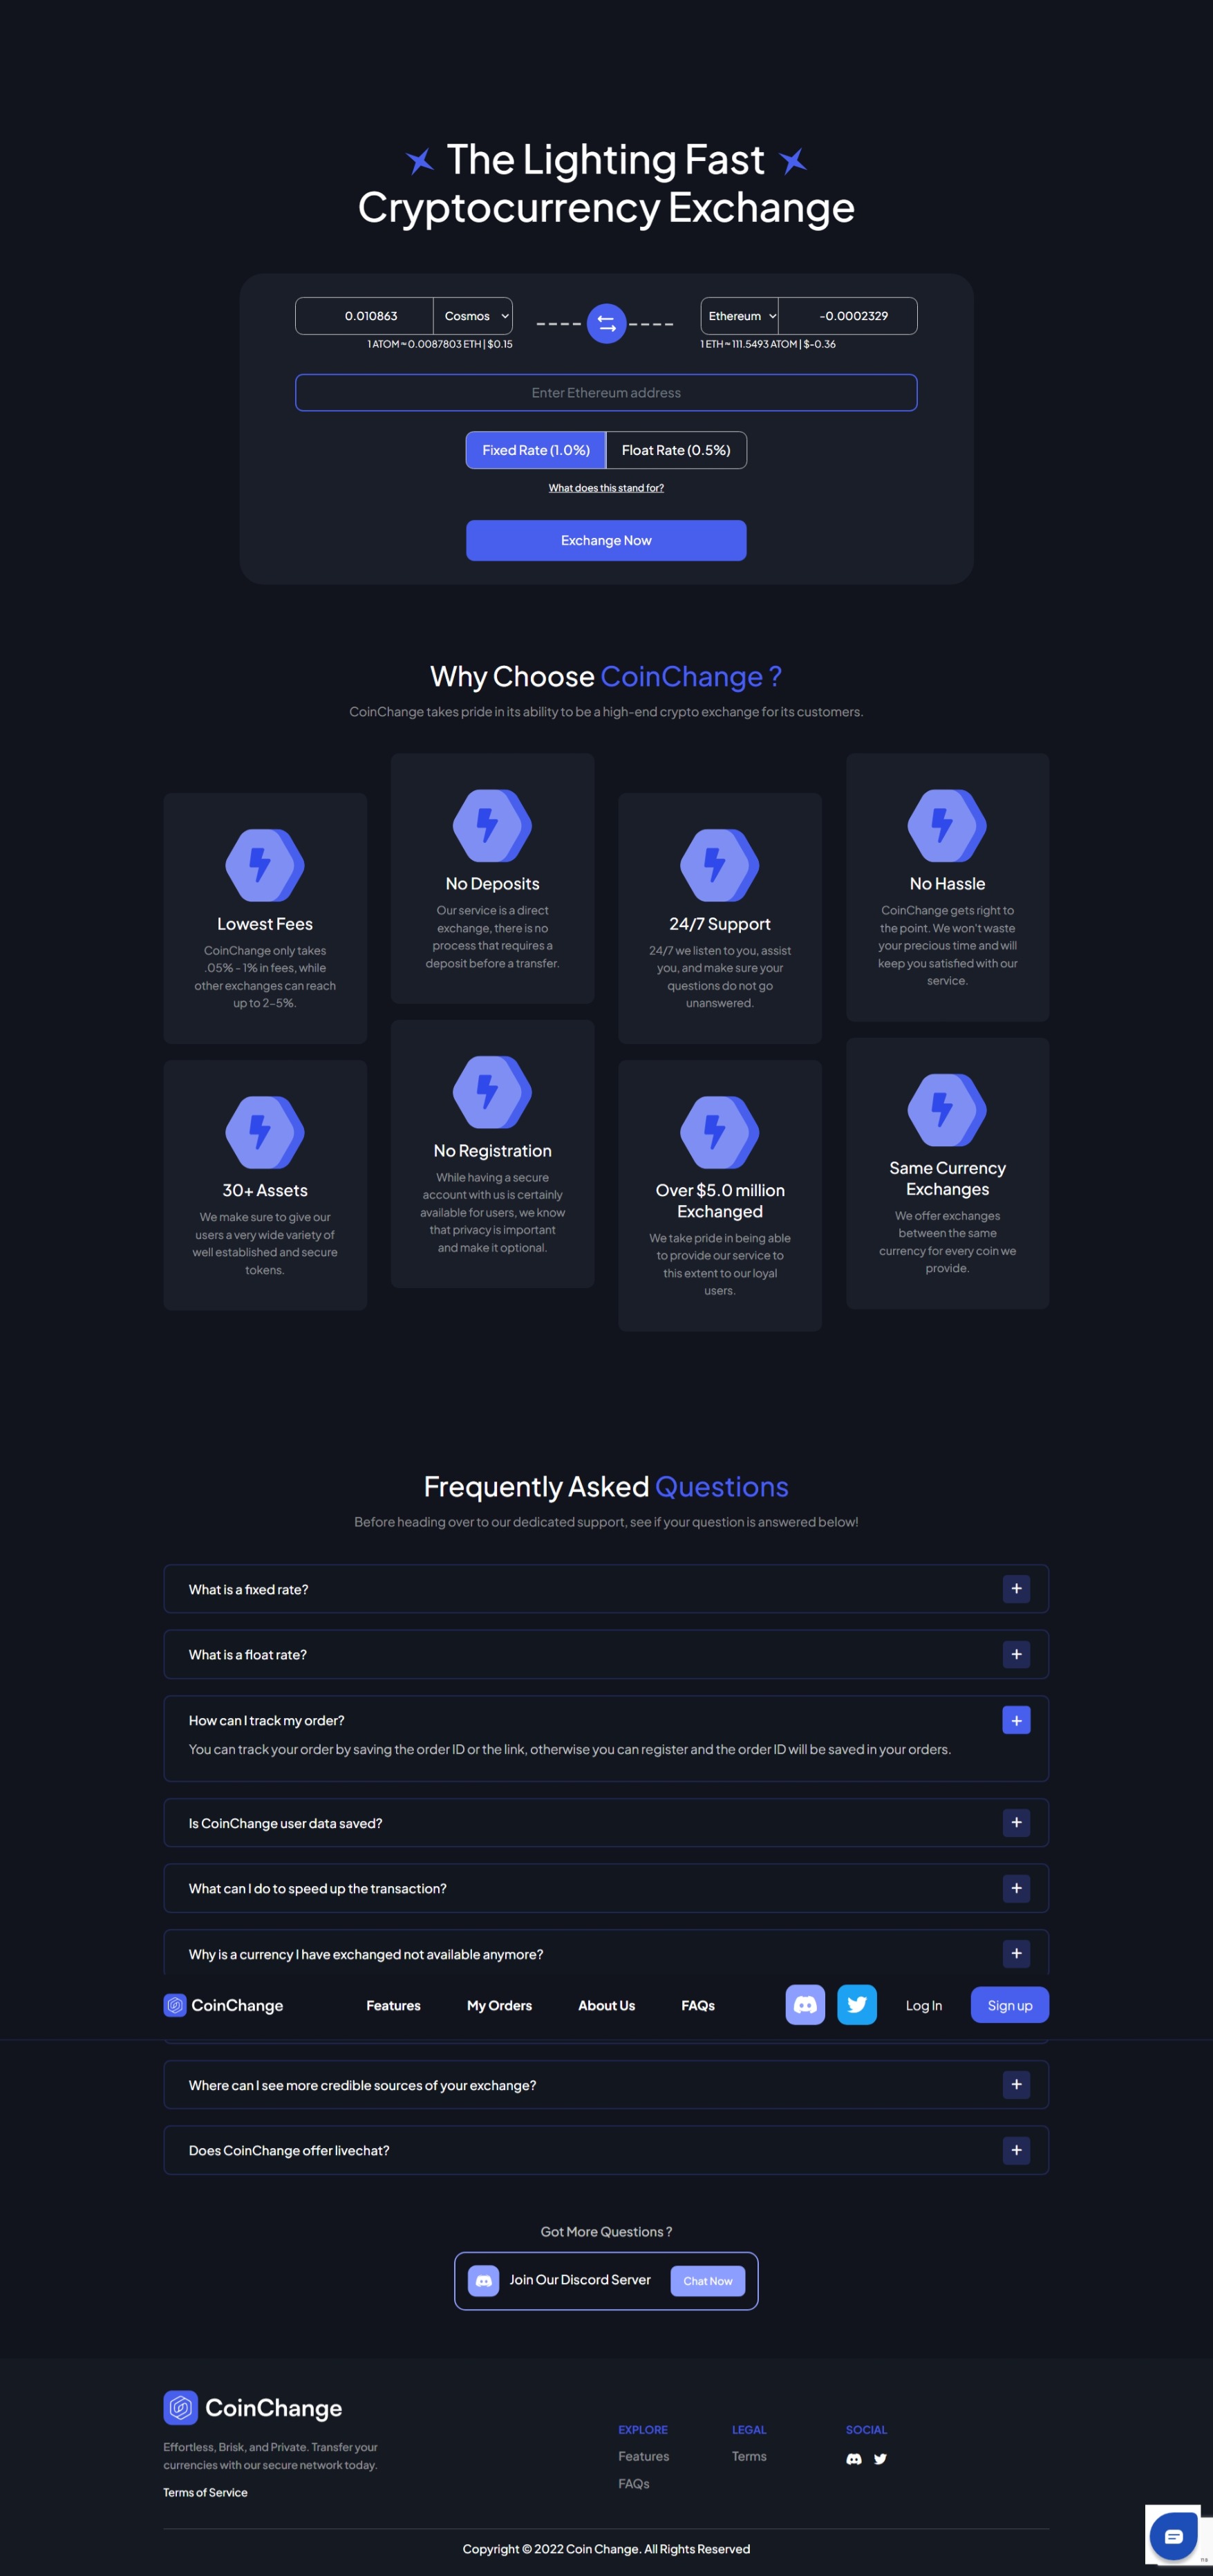 The Lighting Fast
Cryptocurrency Exchange
0.010863
Cosmos
Ethereum
-0.0002329
1 ATOM ≈ 0.0087803 ETH | $0.15
1 ETH ≈ 111.5493 ATOM | $-0.36
Enter Ethereum address
Fixed Rate (1.0%)
Float Rate (0.5%)
What does this stand for?
Exchange Now
Why Choose CoinChange ?
CoinChange takes pride in its ability to be a high-end crypto exchange for its customers.
Lowest Fees
CoinChange only takes
.05% - 1% in fees, while
other exchanges can reach
up to 2-5%.
No Deposits
Our service is a direct
exchange, there is no
process that requires a
deposit before a transfer.
24/7 Support
24/7 we listen to you, assist
you, and make sure your
questions do not go
unanswered.
No Hassle
CoinChange gets right to
the point. We won't waste
your precious time and will
keep you satisfied with our
service.
30+ Assets
We make sure to give our
users a very wide variety of
well established and secure
tokens.
No Registration
While having a secure
account with us is certainly
available for users, we know
that privacy is important
and make it optional.
Over $5.0 million
Exchanged
We take pride in being able
to provide our service to
this extent to our loyal
users.
Same Currency
Exchanges
We offer exchanges
between the same
currency for every coin we
provide.
Frequently Asked Questions
Before heading over to our dedicated support, see if your question is answered below!
What is a fixed rate?
What is a float rate?
How can I track my order?
You can track your order by saving the order ID or the link, otherwise you can register and the order ID will be saved in your orders.
Is CoinChange user data saved?
What can I do to speed up the transaction?
Why is a currency I have exchanged not available anymore?
CoinChange
Features
My Orders
About Us
FAQs
Log In
Sign up
Where can I see more credible sources of your exchange?
Does CoinChange offer livechat?
Got More Questions ?
Join Our Discord Server
Chat Now
CoinChange
Effortless, Brisk, and Private. Transfer your
currencies with our secure network today.
Terms of Service
EXPLORE
Features
FAQs
LEGAL
Terms
SOCIAL
Copyright © 2022 Coin Change. All Rights Reserved